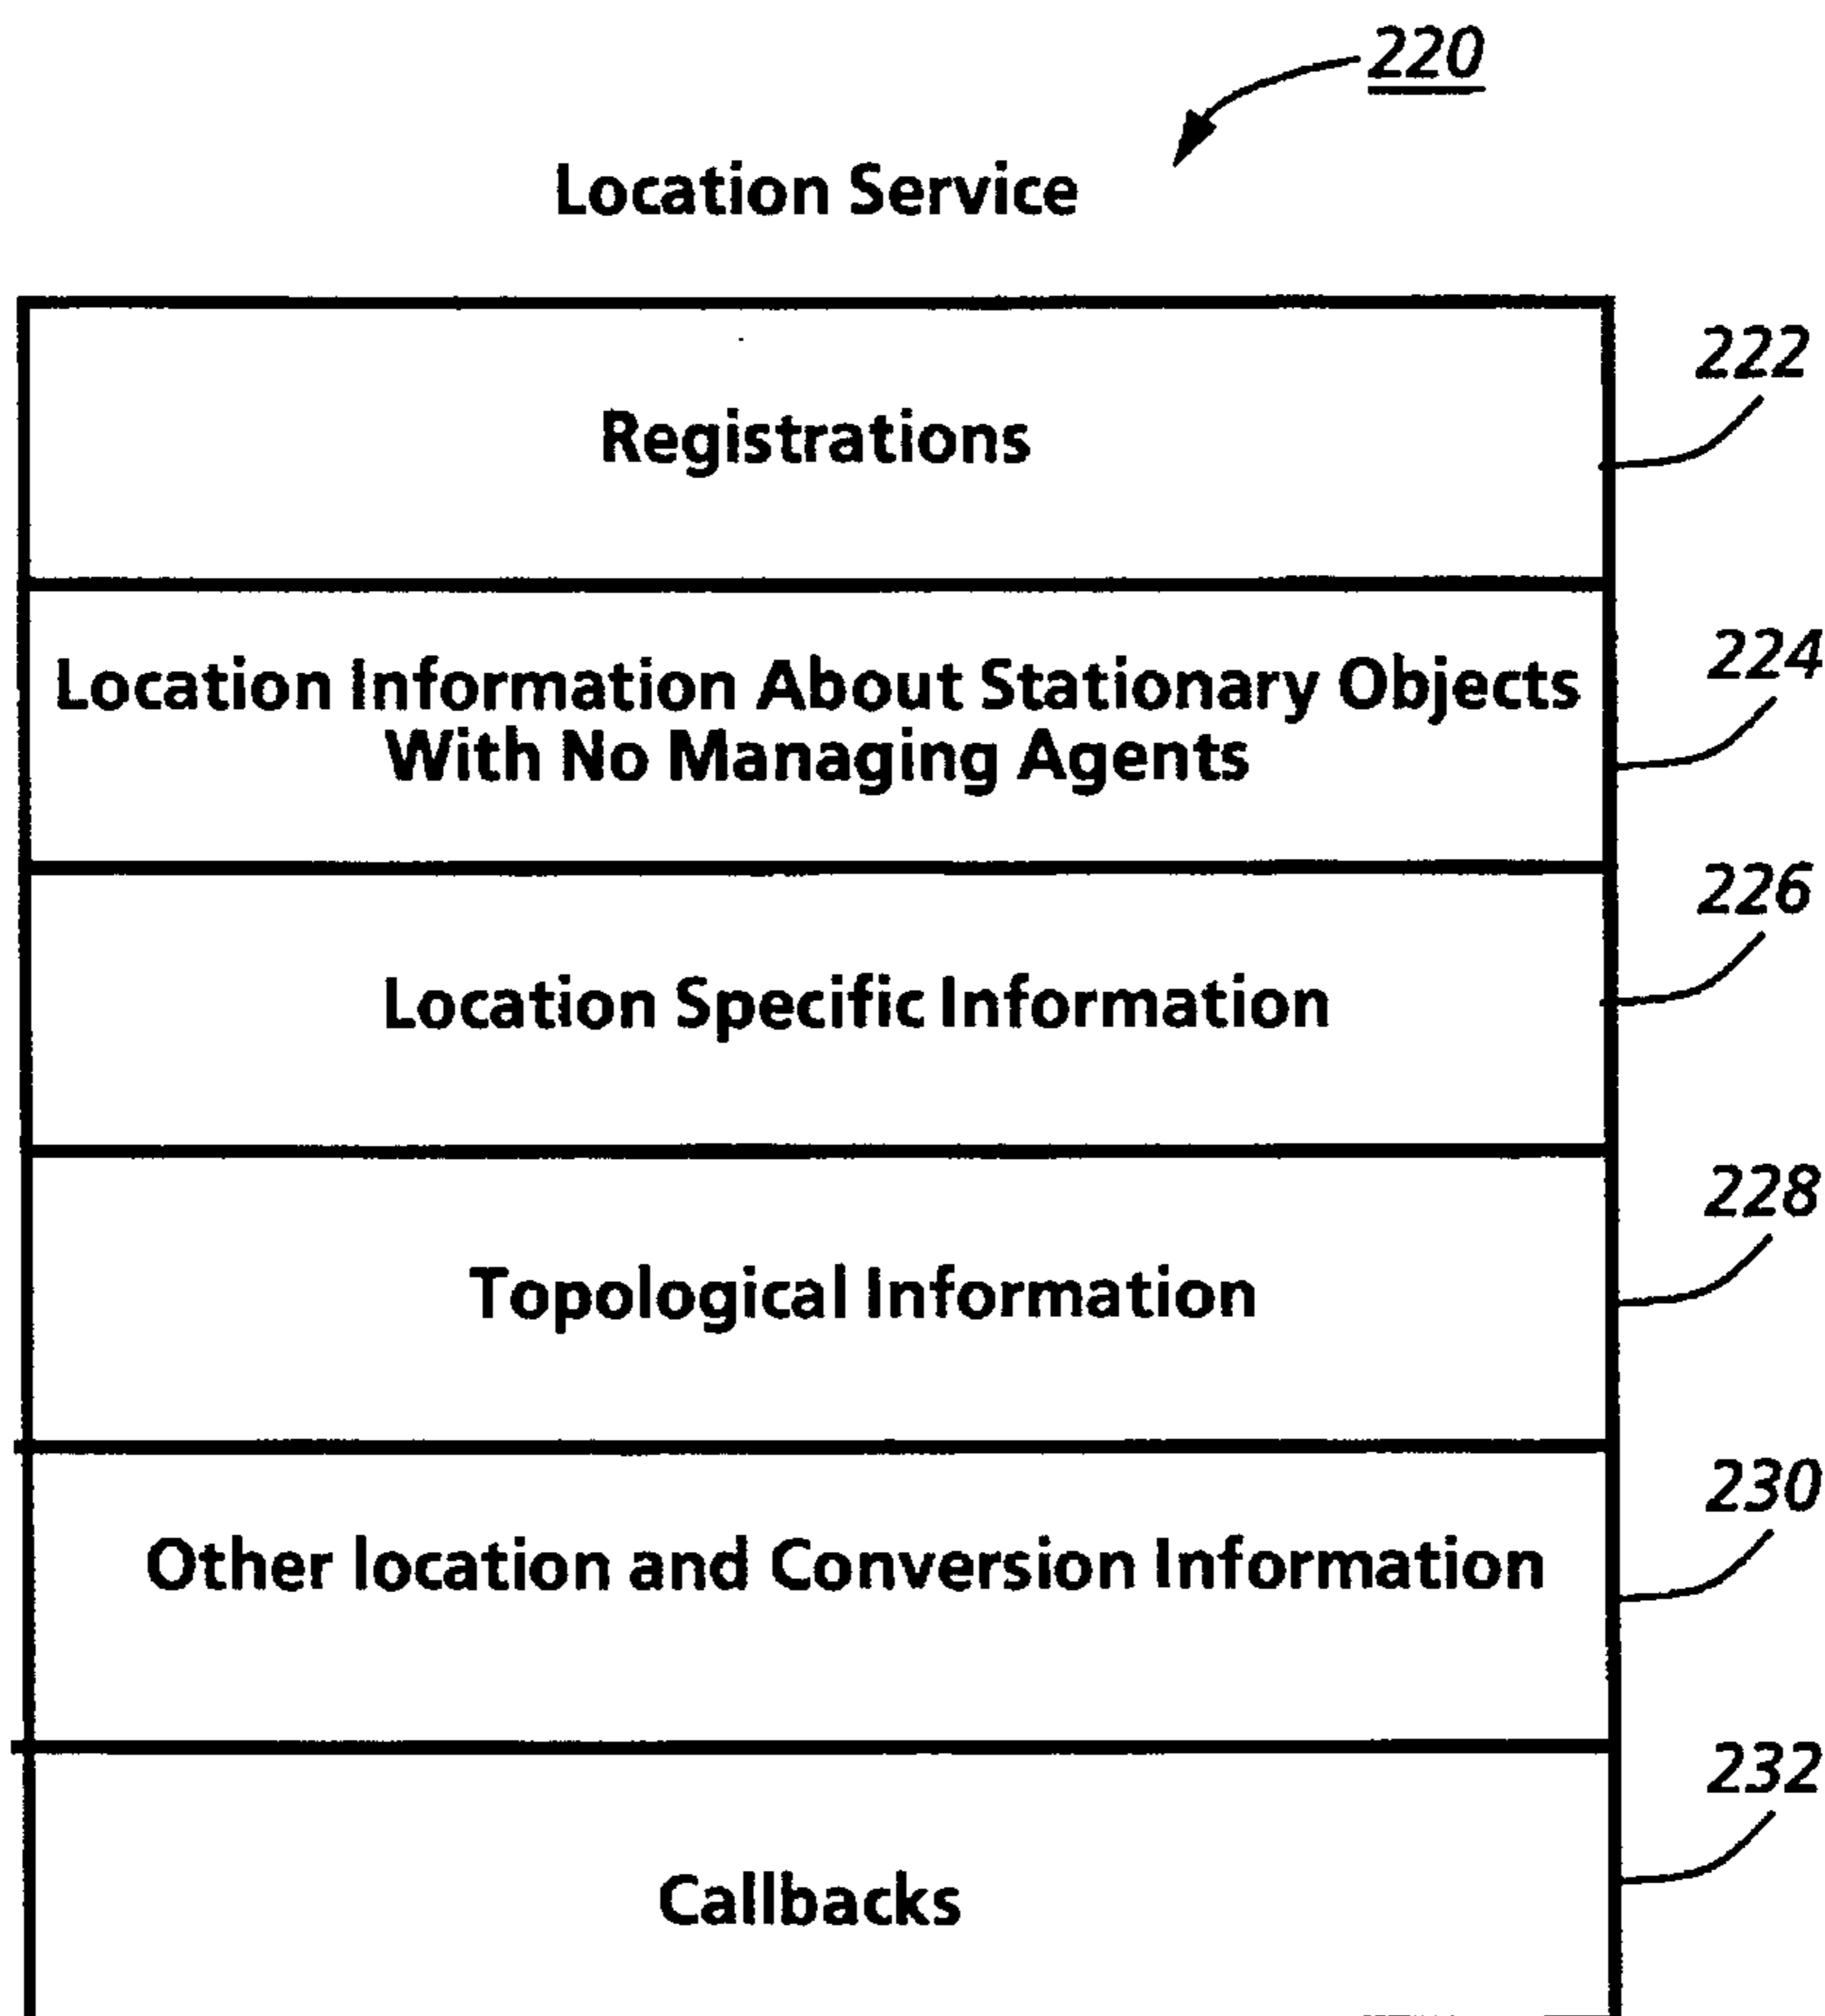 220
Location Service
222
Registrations
224
Location Information About Stationary Objects
With No Managing Agents
226
Location Specific Information
228
Topological Information
230
Other location and Conversion Information
232
Callbacks